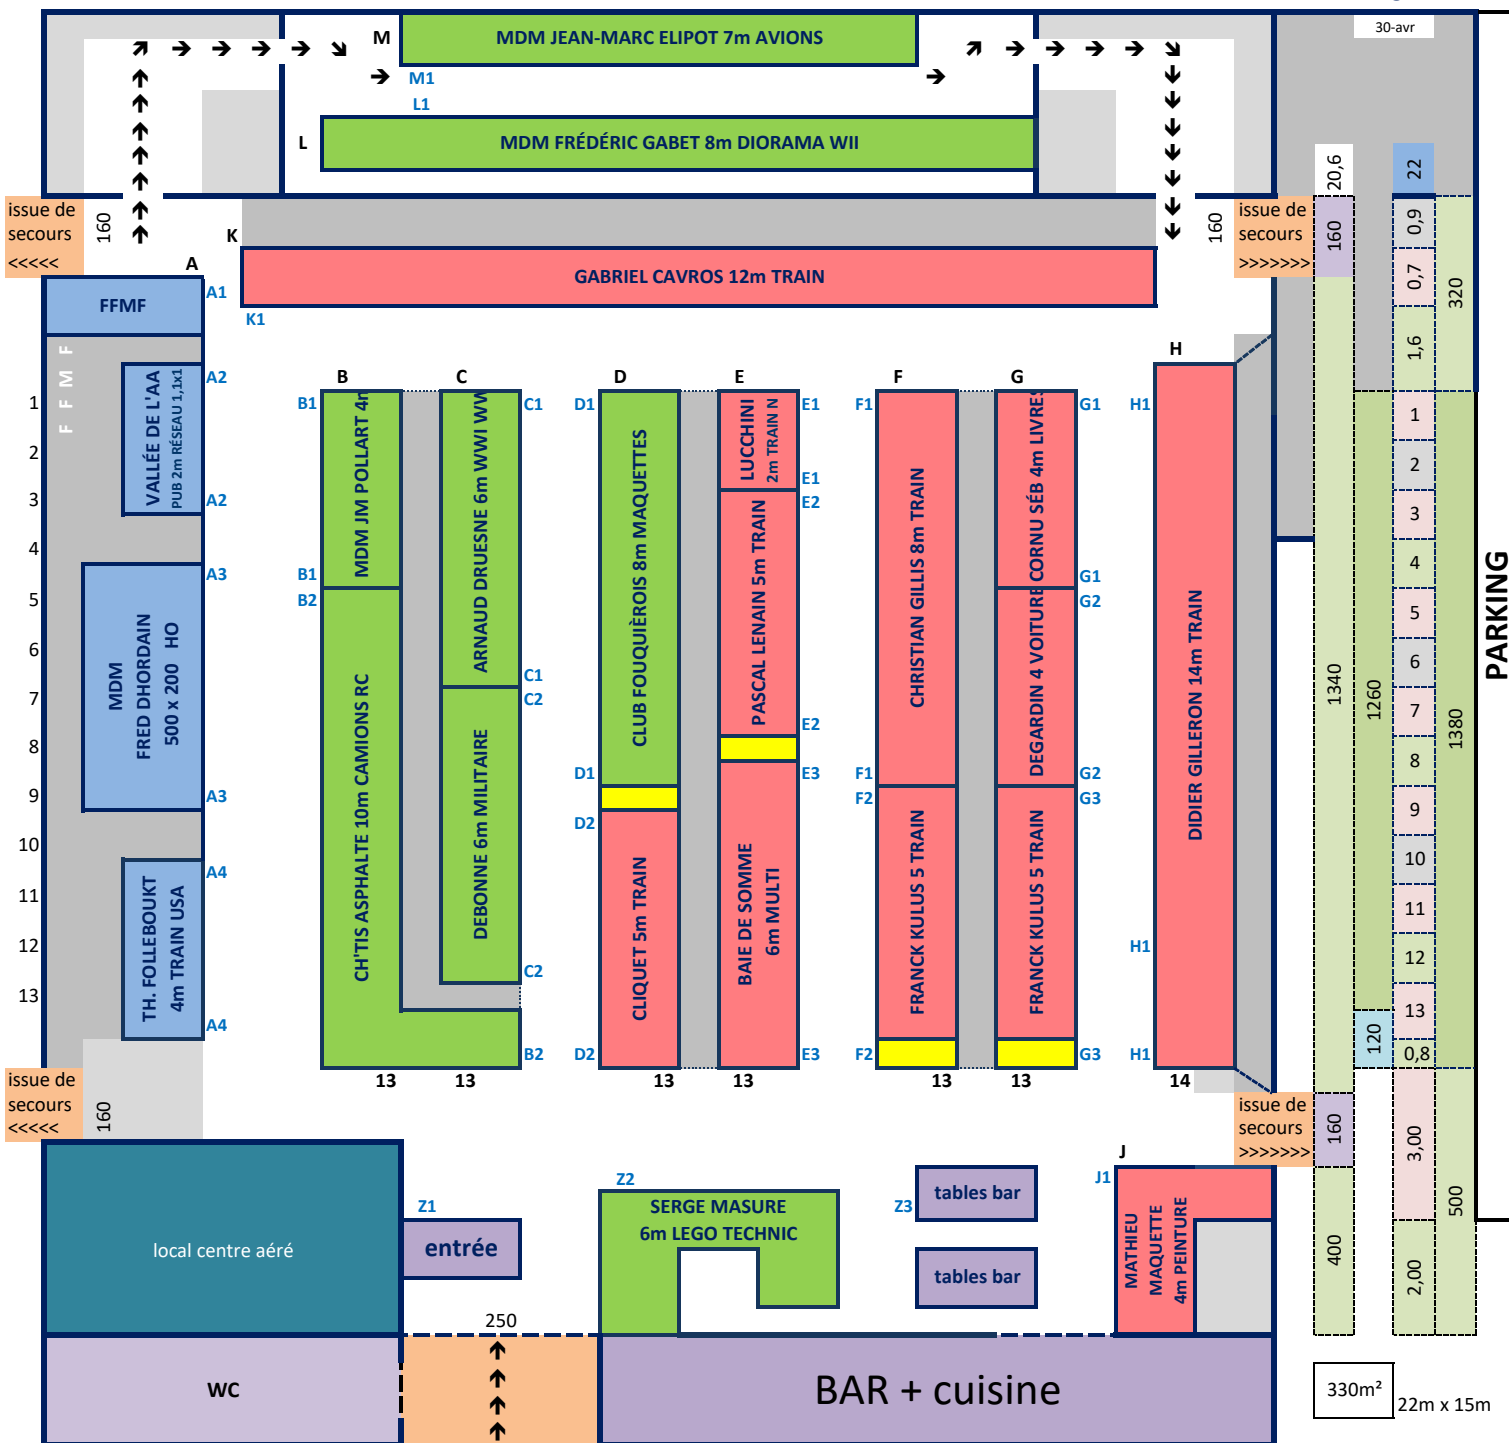 30-avr
M
MDM JEAN-MARC ELIPOT 7m AVIONS
M1
L1
L
MDM FRÉDÉRIC GABET 8m DIORAMA WII
20,6
22
issue de
secours
<<<<<
160
K
160
issue de
secours
>>>>>>>
160
0,9
A
GABRIEL CAVROS 12m TRAIN
0,7
320
FFMF
A1
K1
1,6
F F M F
VALLÉE DE L'AA
PUB 2m RÉSEAU 1,1x1
A2
A2
B
C
D
E
F
G
H
B1
C1
D1
E1
F1
G1
H1
MDM JM POLLART 4m
ARNAUD DRUESNE 6m WWI WW
CLUB FOUQUIÈROIS 8m MAQUETTES
LUCCHINI
2m TRAIN N
E1
E2
PASCAL LENAIN 5m TRAIN
CHRISTIAN GILLIS 8m TRAIN
CORNU SÉB 4m LIVRES
DIDIER GILLERON 14m TRAIN
1
2
3
4
5
6
7
8
9
10
11
12
13
A3
MDM
FRED DHORDAIN
500 x 200 HO
A3
B1
B2
G1
G2
DEGARDIN 4 VOITURE
C1
C2
CH'TIS ASPHALTE 10m CAMIONS RC
DEBONNE 6m MILITAIRE
E2
E3
D1
D2
F1
F2
G2
G3
A4
TH. FOLLEBOUKT
4m TRAIN USA
A4
CLIQUET 5m TRAIN
BAIE DE SOMME
6m MULTI
FRANCK KULUS 5 TRAIN
FRANCK KULUS 5 TRAIN
H1
C2
B2
D2
E3
F2
G3
H1
13
13
13
13
13
13
14
1
2
3
4
5
6
7
8
9
10
11
12
13
0,8
1340
1260
1380
120
PARKING
issue de
secours
<<<<<
160
issue de
secours
>>>>>>>
160
3,00
500
400
2,00
local centre aéré
Z1
entrée
Z2
SERGE MASURE
6m LEGO TECHNIC
Z3
tables bar
tables bar
J
J1
MATHIEU
MAQUETTE
4m PEINTURE
250
WC
BAR + cuisine
330m²
22m x 15m